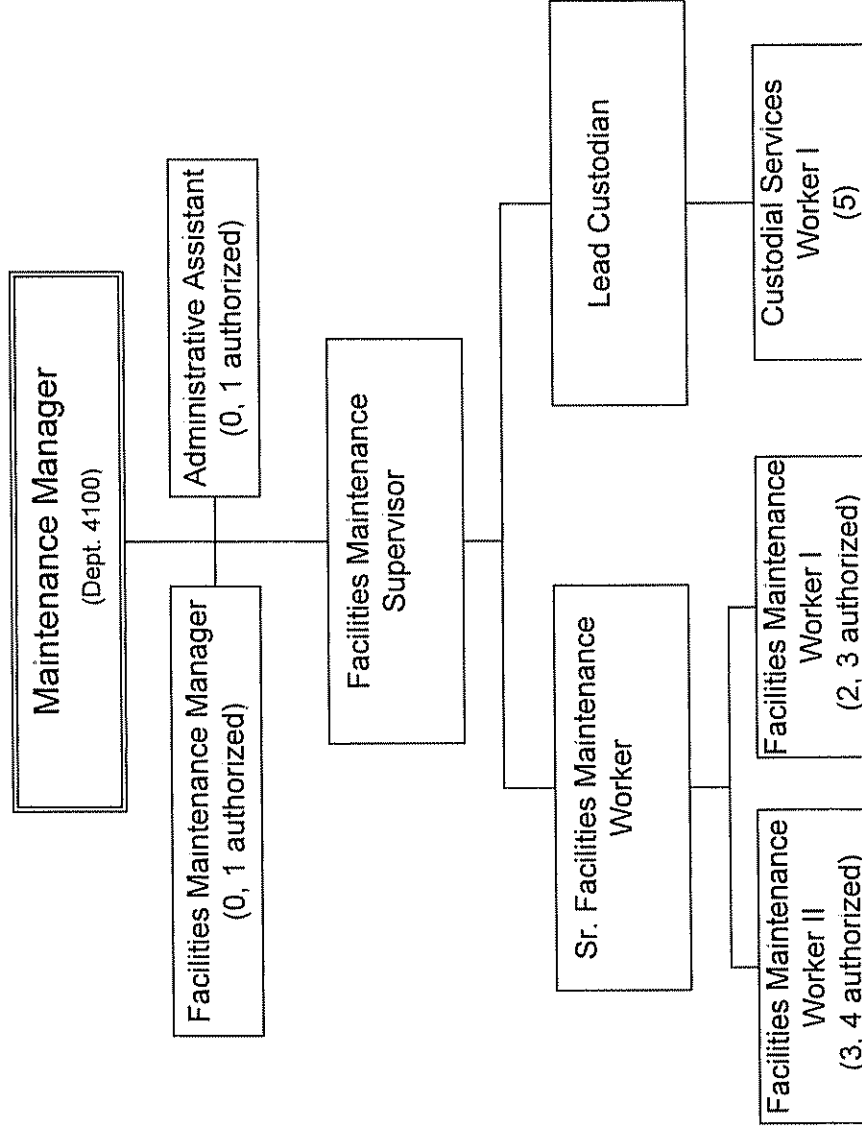 Maintenance Manager
(Dept. 4100)
Facilities Maintenance Manager
(0, 1 authorized)
Administrative Assistant
(0, 1 authorized)
Facilities Maintenance
Supervisor
Sr. Facilities Maintenance
Worker
Lead Custodian
Facilities Maintenance
Worker II
(3, 4 authorized)
Facilities Maintenance
Worker I
(2, 3 authorized)
Custodial Services
Worker I
(5)